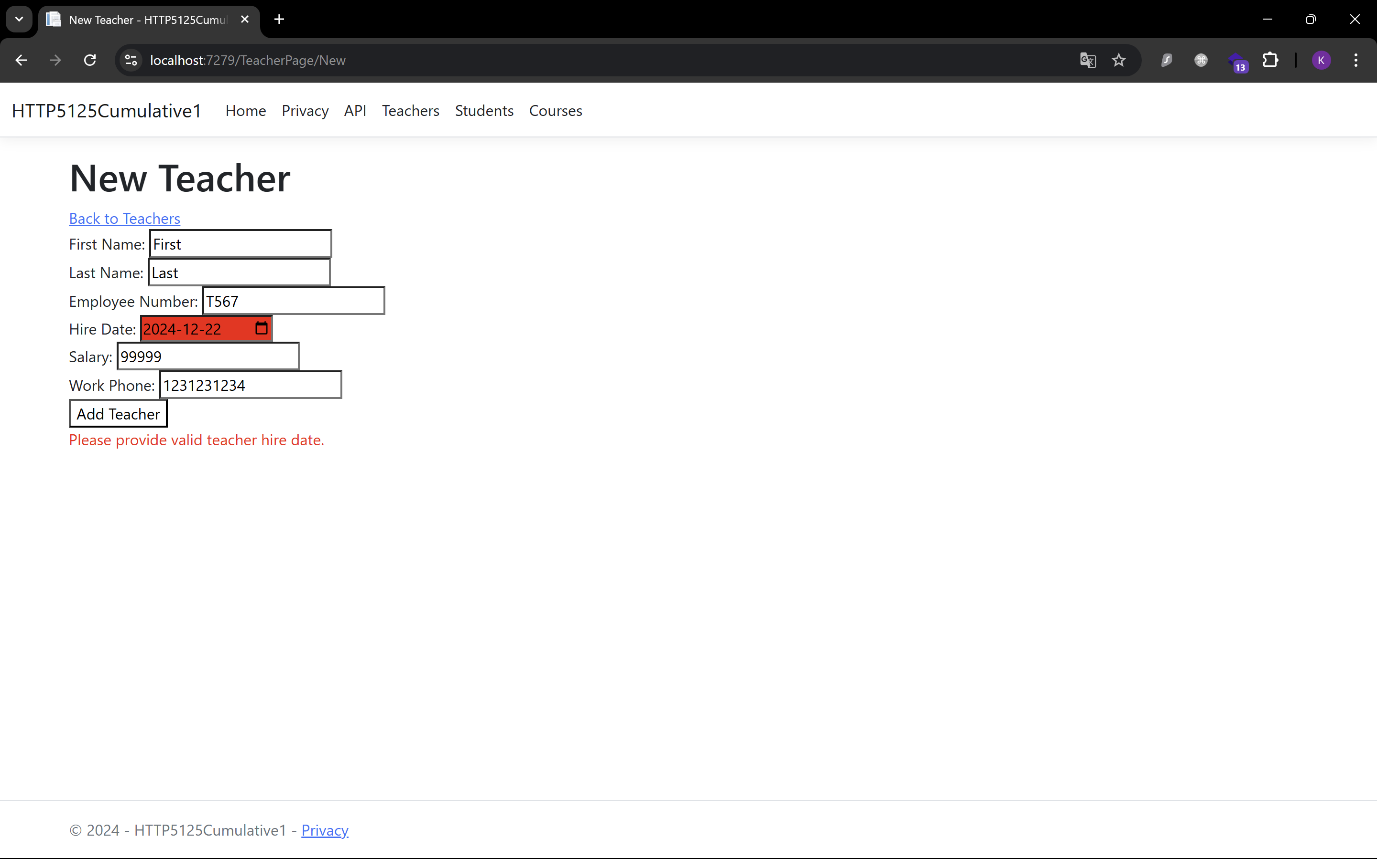 New Teacher - HTTP5125Cumul
localhost:7279/TeacherPage/New
13
K
HTTP5125Cumulative1 Home Privacy API Teachers Students Courses
New Teacher
Back to Teachers
First Name: First
Last Name: Last
Employee Number: T567
Hire Date: 2024-12-22
Salary: 99999
Work Phone: 1231231234
Add Teacher
Please provide valid teacher hire date.
© 2024 - HTTP5125Cumulative1 - Privacy